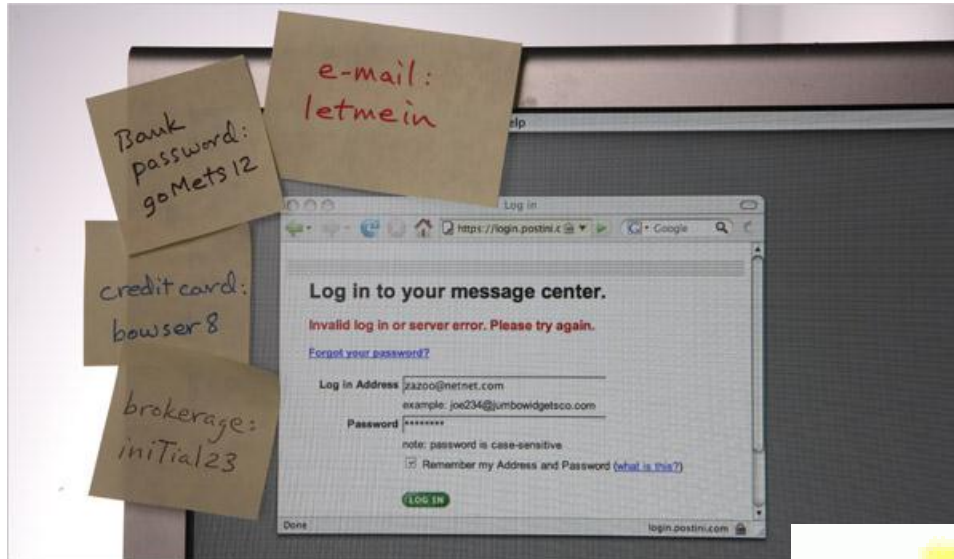 e-mail:
letmein
Bank
password:
goMets12
credit card:
bowser8
brokerage:
iniTial23
elp
Log in
https://login.postini.c
Google
Log in to your message center.
Invalid log in or server error. Please try again.
Forgot your password?
Log in Address zazoo@netnet.com
example: joe234@jumbowidgetsco.com
Password ********
note: password is case-sensitive
Remember my Address and Password (what is this?)
LOG IN
Done login.postini.com